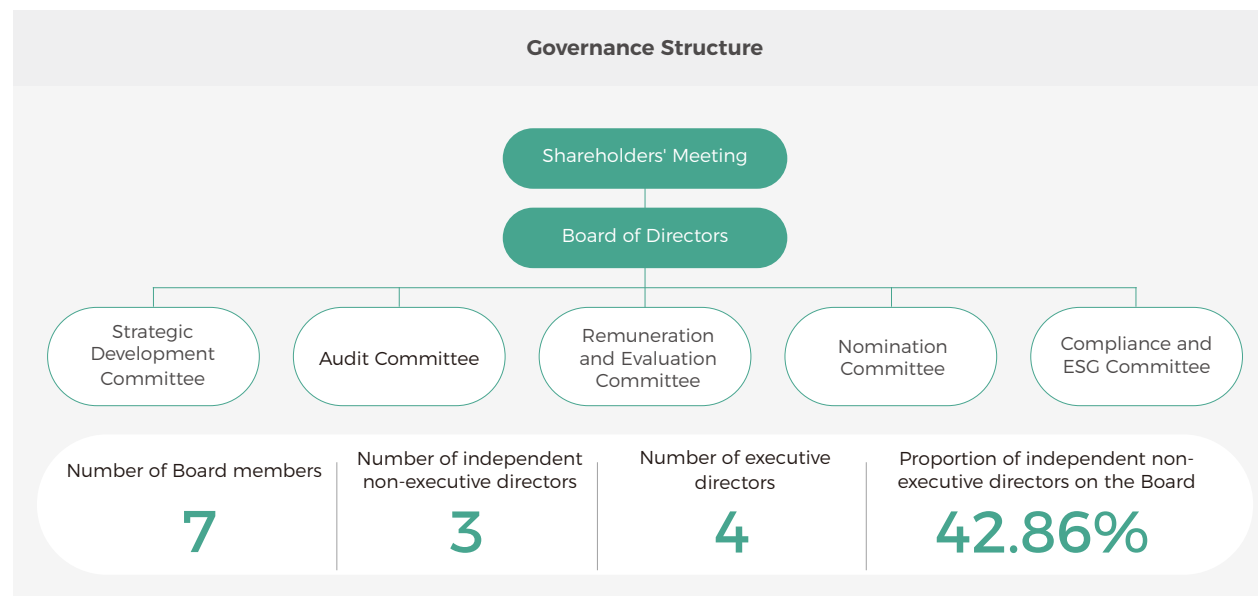 Governance Structure
Shareholders' Meeting
Board of Directors
Strategic
Development
Committee
Audit Committee
Remuneration
and Evaluation
Committee
Nomination
Committee
Compliance and
ESG Committee
Number of Board members
7
Number of independent
non-executive directors
3
Number of executive
directors
4
Proportion of independent non-
executive directors on the Board
42.86%